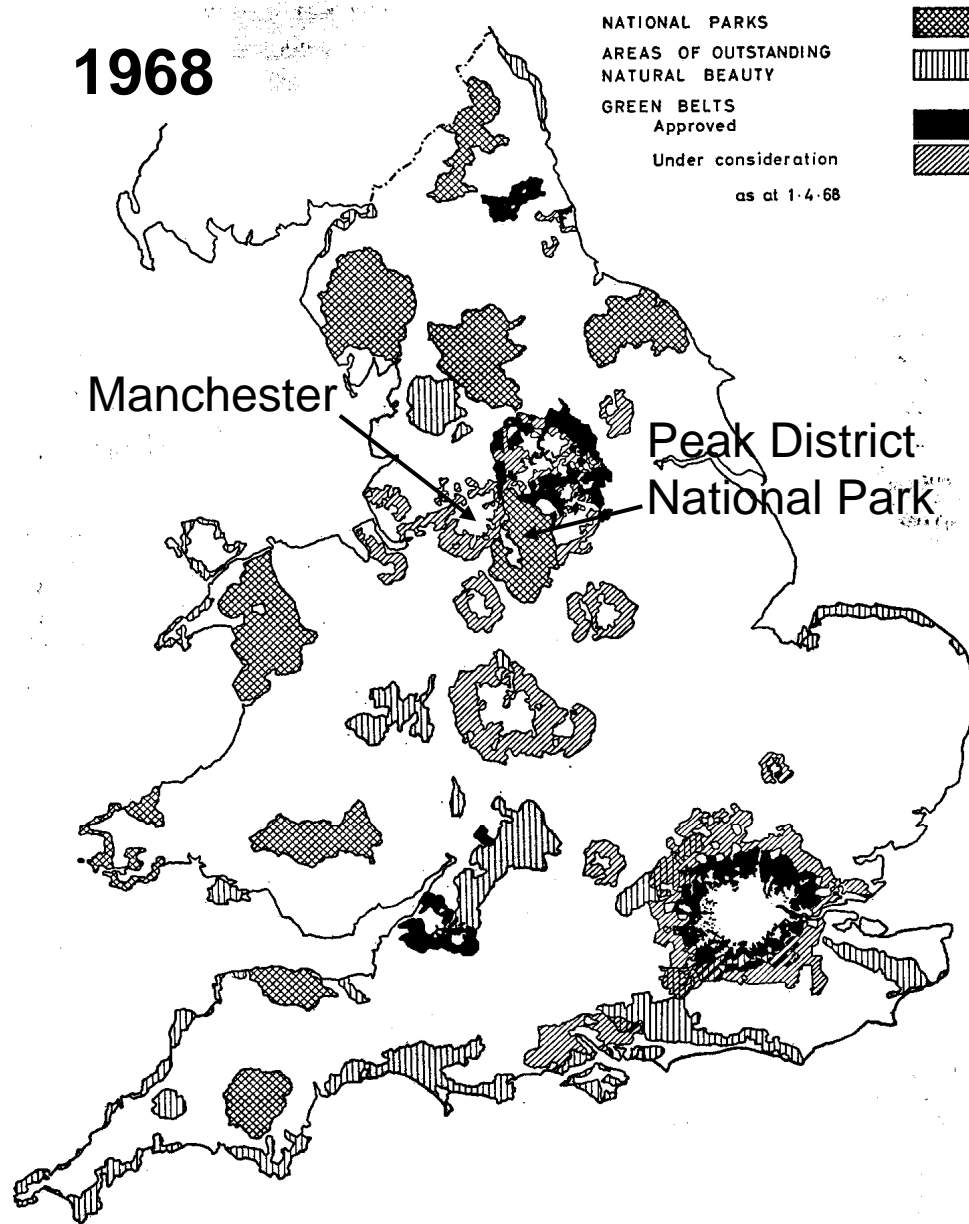 1968
NATIONAL PARKS
AREAS OF OUTSTANDING
NATURAL BEAUTY
GREEN BELTS
Approved
Under consideration
as at 1·4·68
Manchester
Peak District
National Park